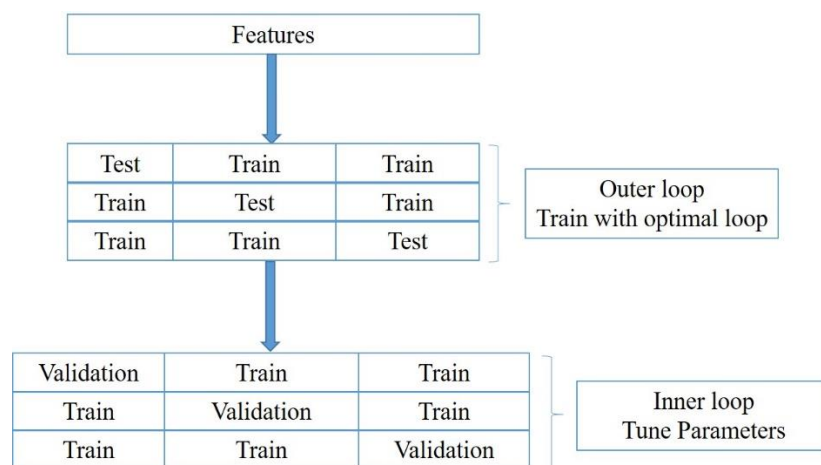 Features
Test Train Train
Train Test Train
Train Train Test
Outer loop
Train with optimal loop
Validation Train Train
Train Validation Train
Train Train Validation
Inner loop
Tune Parameters